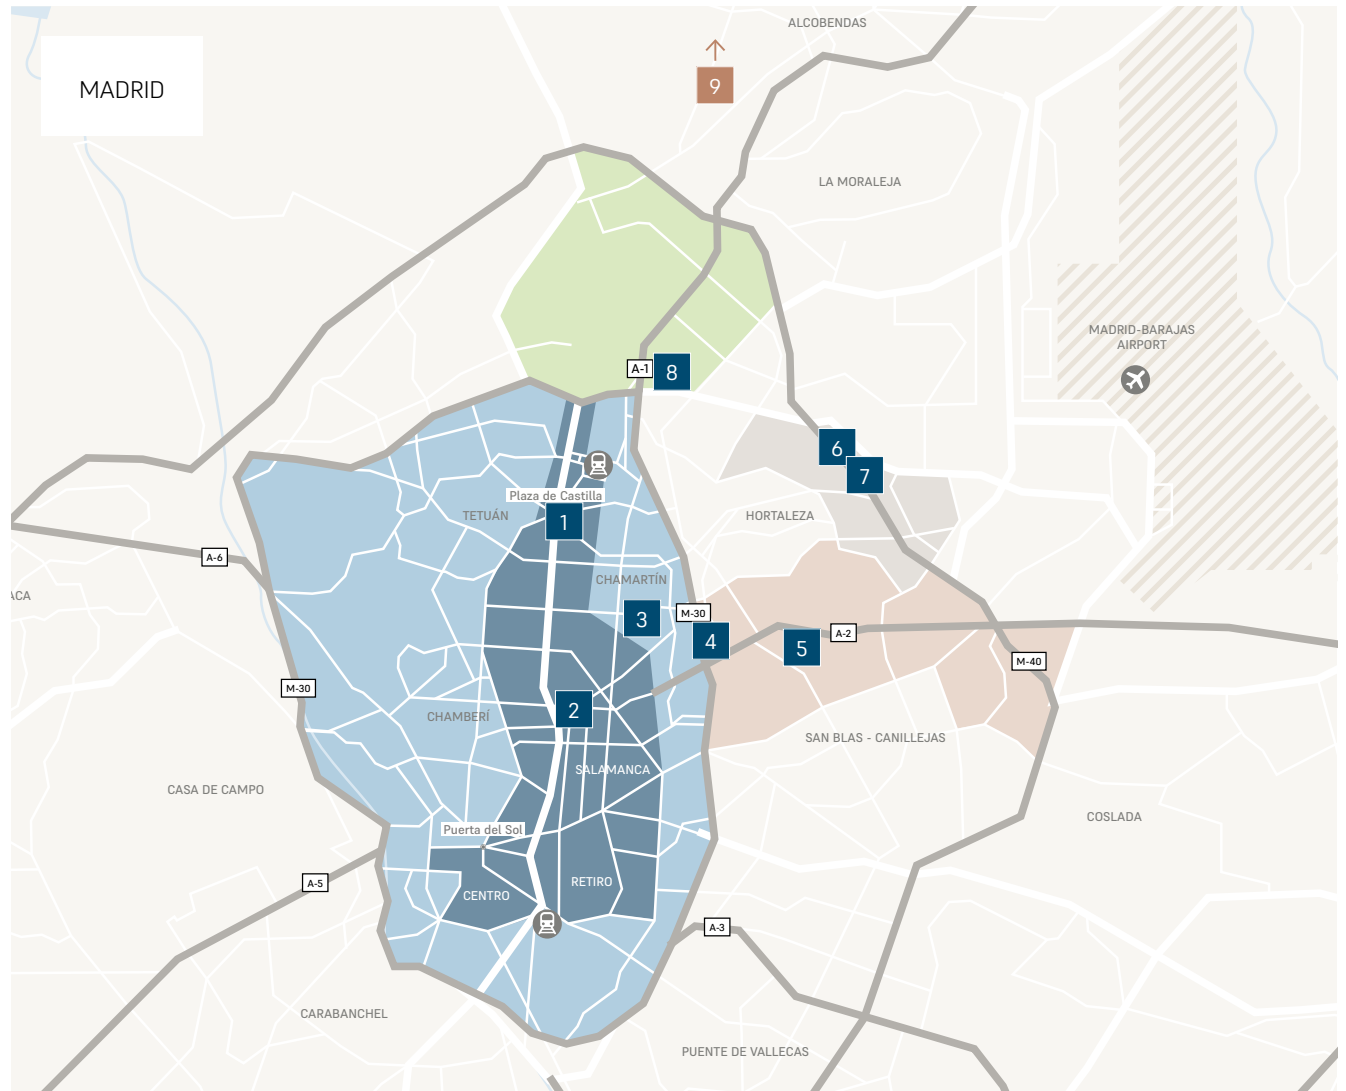 ALCOBENDAS
9
MADRID
LA MORALEJA
MADRID-BARAJAS
AIRPORT
A-1
8
6
7
Plaza de Castilla
TETUÁN
1
HORTALEZA
A-6
CHAMARTÍN
ACA
M-30
3
4
A-2
5
M-40
M-30
2
CHAMBERÍ
SAN BLAS - CANILLEJAS
SALAMANCA
CASA DE CAMPO
COSLADA
Puerta del Sol
A-5
RETIRO
CENTRO
A-3
CARABANCHEL
PUENTE DE VALLECAS